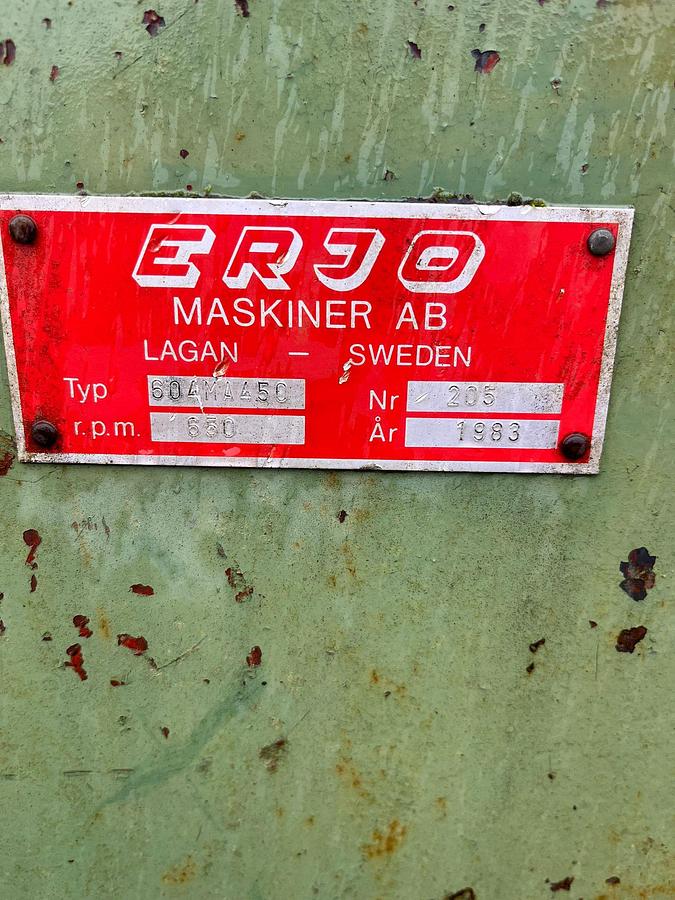 ERJO
MASKINER AB
LAGAN – SWEDEN
Typ 604MA450 Nr 205
r.p.m. 650 År 1983